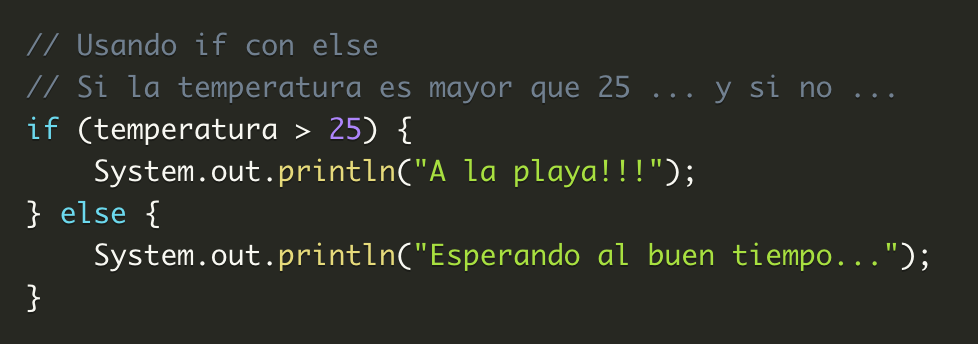 // Usando if con else
// Si la temperatura es mayor que 25 ... y si no ...
if (temperatura > 25) {
    System.out.println("A la playa!!!");
} else {
    System.out.println("Esperando al buen tiempo...");
}